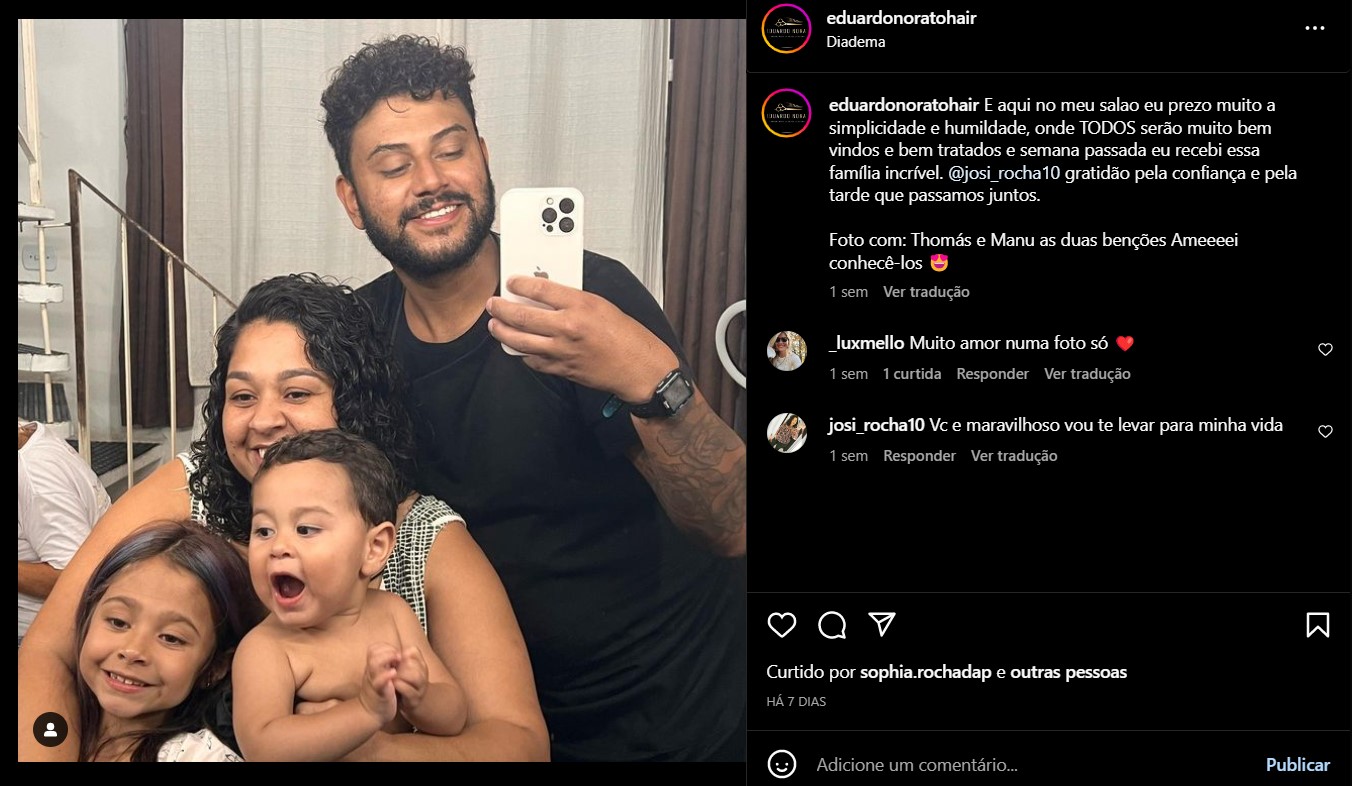 eduardonoratohair
Diadema
EDUARDO NORA
eduardonoratohair E aqui no meu salao eu prezo muito a
simplicidade e humildade, onde TODOS serão muito bem
vindos e bem tratados e semana passada eu recebi essa
família incrível. @josi_rocha10 gratidão pela confiança e pela
tarde que passamos juntos.
Foto com: Thomás e Manu as duas benções Ameeeei
conhecê-los 😍
1 sem Ver tradução
_luxmello Muito amor numa foto só ❤️
1 sem 1 curtida Responder Ver tradução
josi_rocha10 Vc e maravilhoso vou te levar para minha vida
1 sem Responder Ver tradução
Curtido por sophia.rochadap e outras pessoas
HÁ 7 DIAS
Adicione um comentário... Publicar